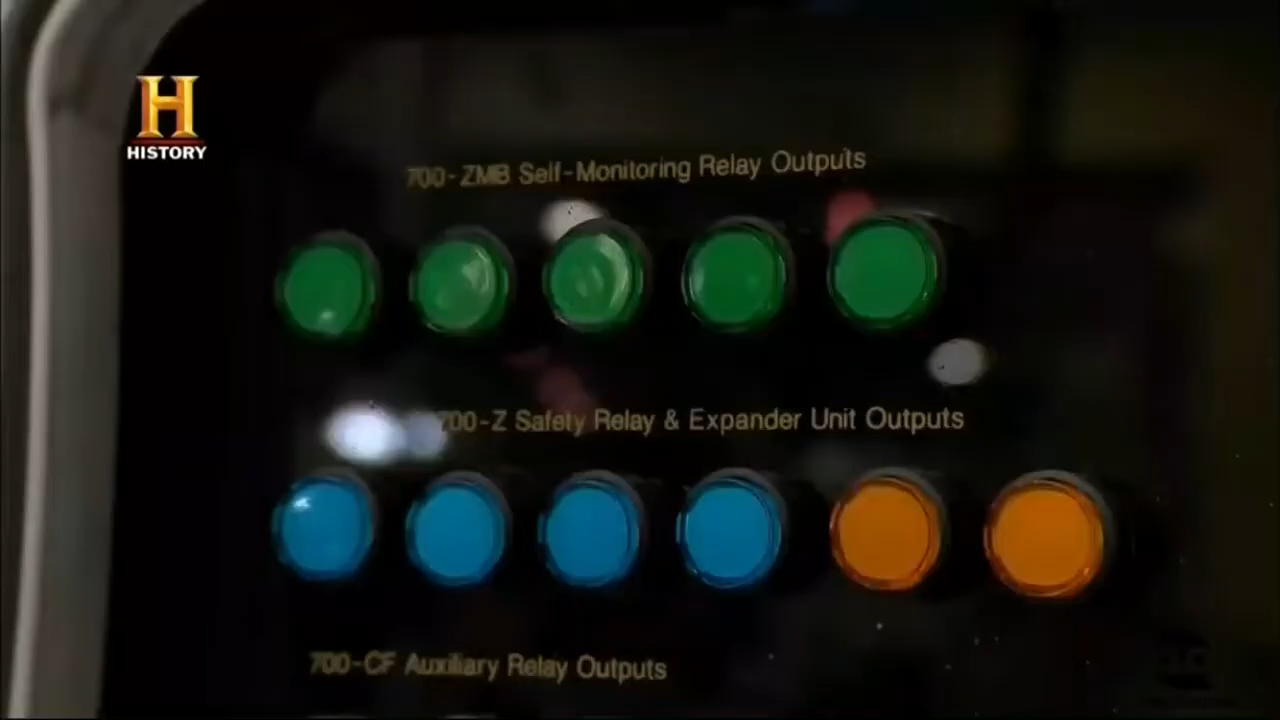 H
HISTORY
700-ZMB Self-Monitoring Relay Outputs
700-Z Safety Relay & Expander Unit Outputs
700-CF Auxiliary Relay Outputs